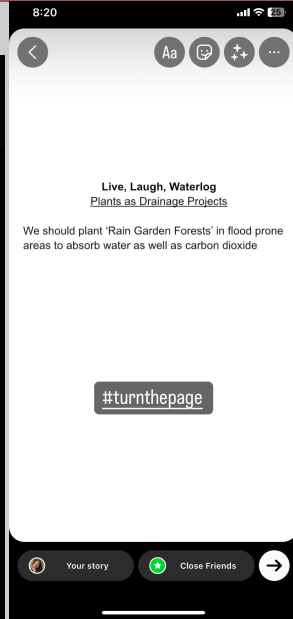 8:20
25
Aa
Live, Laugh, Waterlog
Plants as Drainage Projects
We should plant ‘Rain Garden Forests’ in flood prone
areas to absorb water as well as carbon dioxide
#turnthepage
Your story
Close Friends